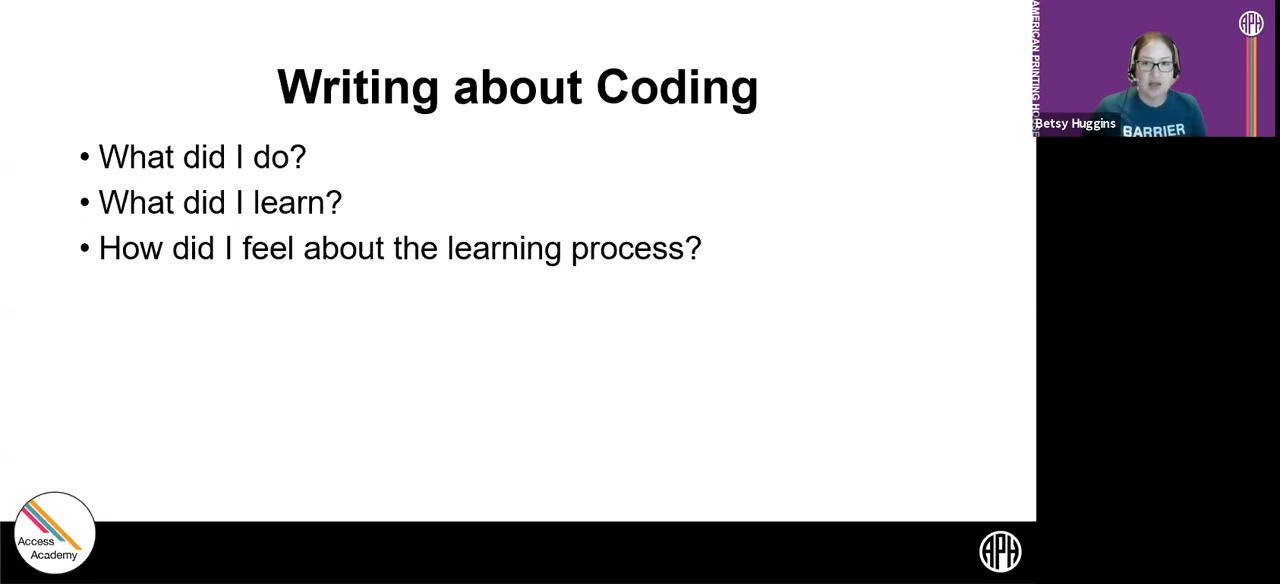 Writing about Coding
• What did I do?
• What did I learn?
• How did I feel about the learning process?
AMERICAN PRINTING HOUSE
APH
Betsy Huggins
BARRIER
Access
Academy
APH